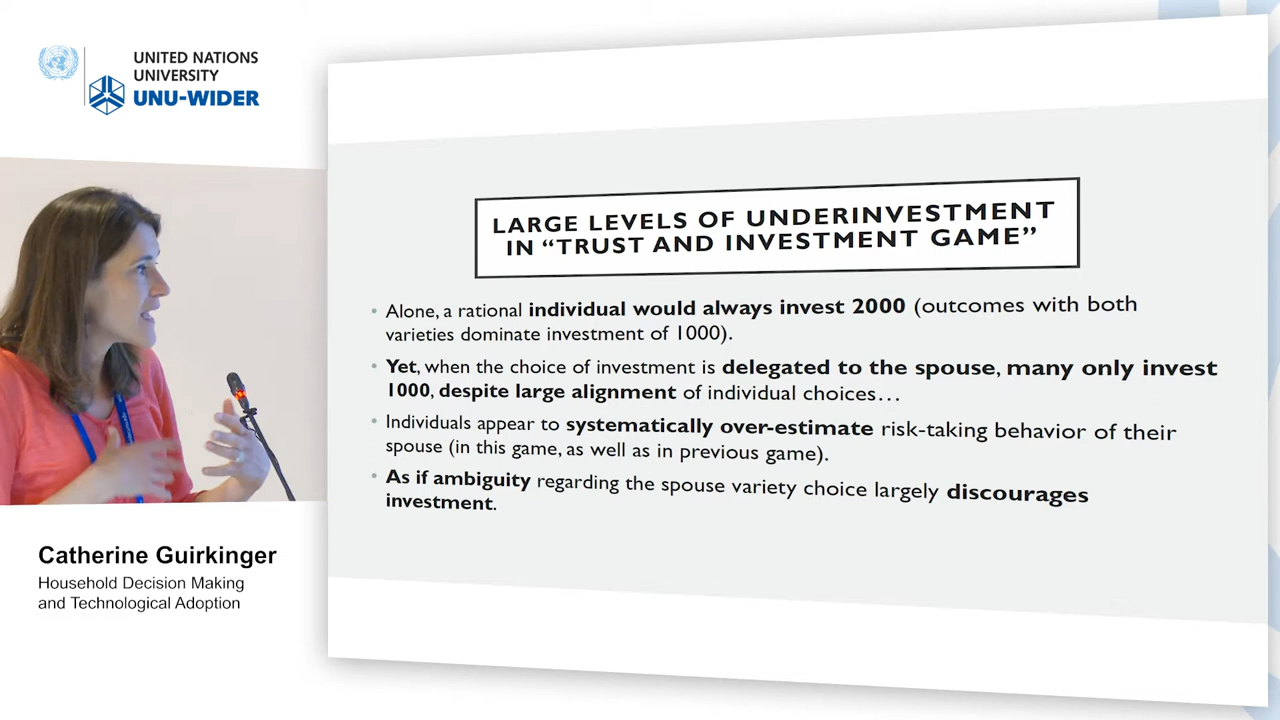 UNITED NATIONS
UNIVERSITY
UNU-WIDER
LARGE LEVELS OF UNDERINVESTMENT
IN “TRUST AND INVESTMENT GAME”
• Alone, a rational individual would always invest 2000 (outcomes with both
varieties dominate investment of 1000).
• Yet, when the choice of investment is delegated to the spouse, many only invest
1000, despite large alignment of individual choices…
• Individuals appear to systematically over-estimate risk-taking behavior of their
spouse (in this game, as well as in previous game).
• As if ambiguity regarding the spouse variety choice largely discourages
investment.
Catherine Guirkinger
Household Decision Making
and Technological Adoption